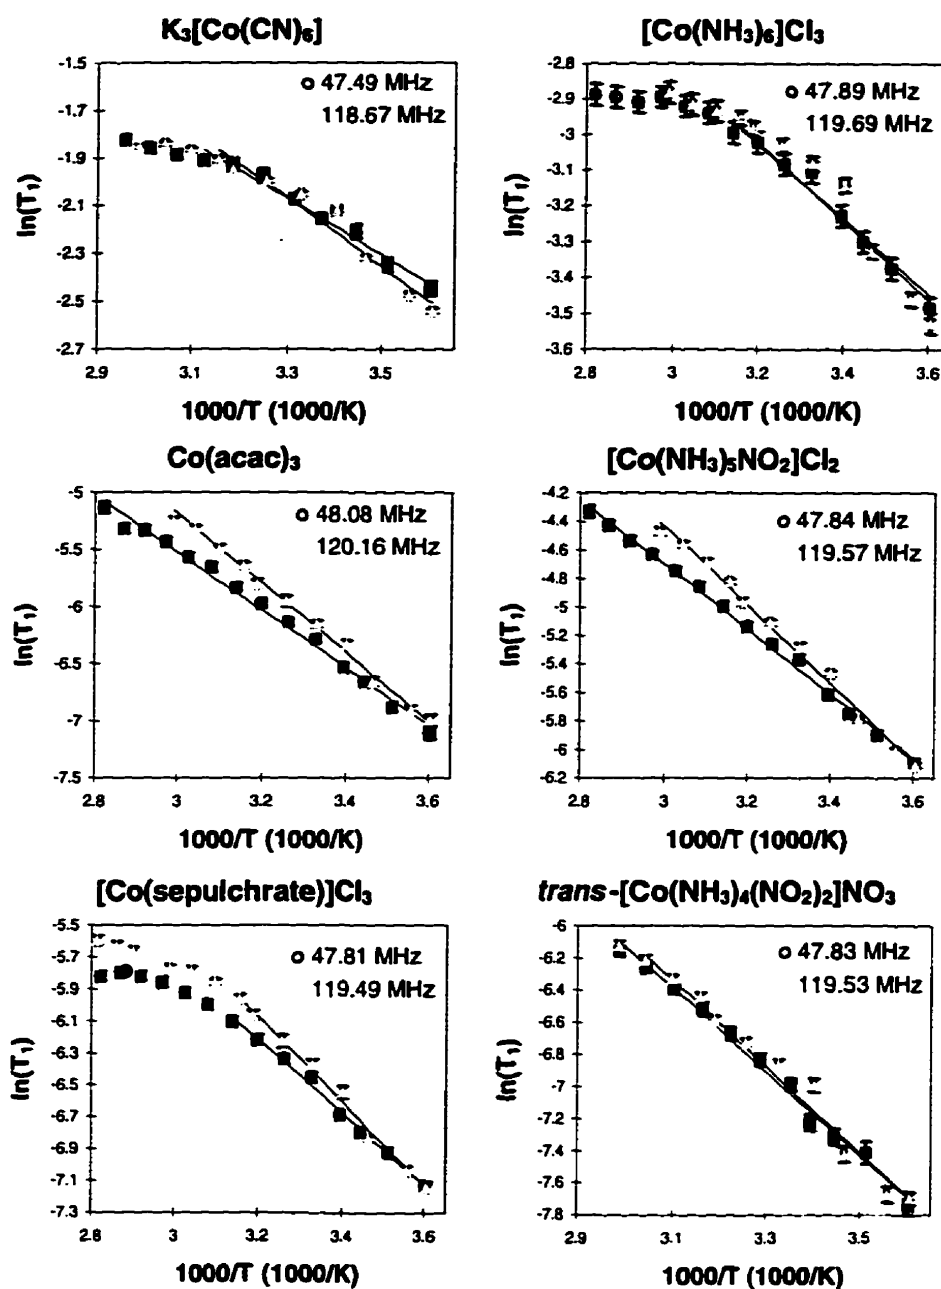 K₃[Co(CN)₆]
-1.5
-1.7
-1.9
-2.1
-2.3
-2.5
-2.7
ln(T₁)
47.49 MHz
118.67 MHz
2.9 3.1 3.3 3.5
1000/T (1000/K)
[Co(NH₃)₆]Cl₃
-2.8
-2.9
-3
-3.1
-3.2
-3.3
-3.4
-3.5
-3.6
ln(T₁)
47.89 MHz
119.69 MHz
2.8 3 3.2 3.4 3.6
1000/T (1000/K)
Co(acac)₃
-5
-5.5
-6
-6.5
-7
-7.5
ln(T₁)
48.08 MHz
120.16 MHz
2.8 3 3.2 3.4 3.6
1000/T (1000/K)
[Co(NH₃)₅NO₂]Cl₂
-4.2
-4.4
-4.6
-4.8
-5
-5.2
-5.4
-5.6
-5.8
-6
-6.2
ln(T₁)
47.84 MHz
119.57 MHz
2.8 3 3.2 3.4 3.6
1000/T (1000/K)
[Co(sepulchrate)]Cl₃
-5.5
-5.7
-5.9
-6.1
-6.3
-6.5
-6.7
-6.9
-7.1
-7.3
ln(T₁)
47.81 MHz
119.49 MHz
2.8 3 3.2 3.4 3.6
1000/T (1000/K)
trans-[Co(NH₃)₄(NO₂)₂]NO₃
-6
-6.2
-6.4
-6.6
-6.8
-7
-7.2
-7.4
-7.6
-7.8
ln(T₁)
47.83 MHz
119.53 MHz
2.9 3.1 3.3 3.5
1000/T (1000/K)